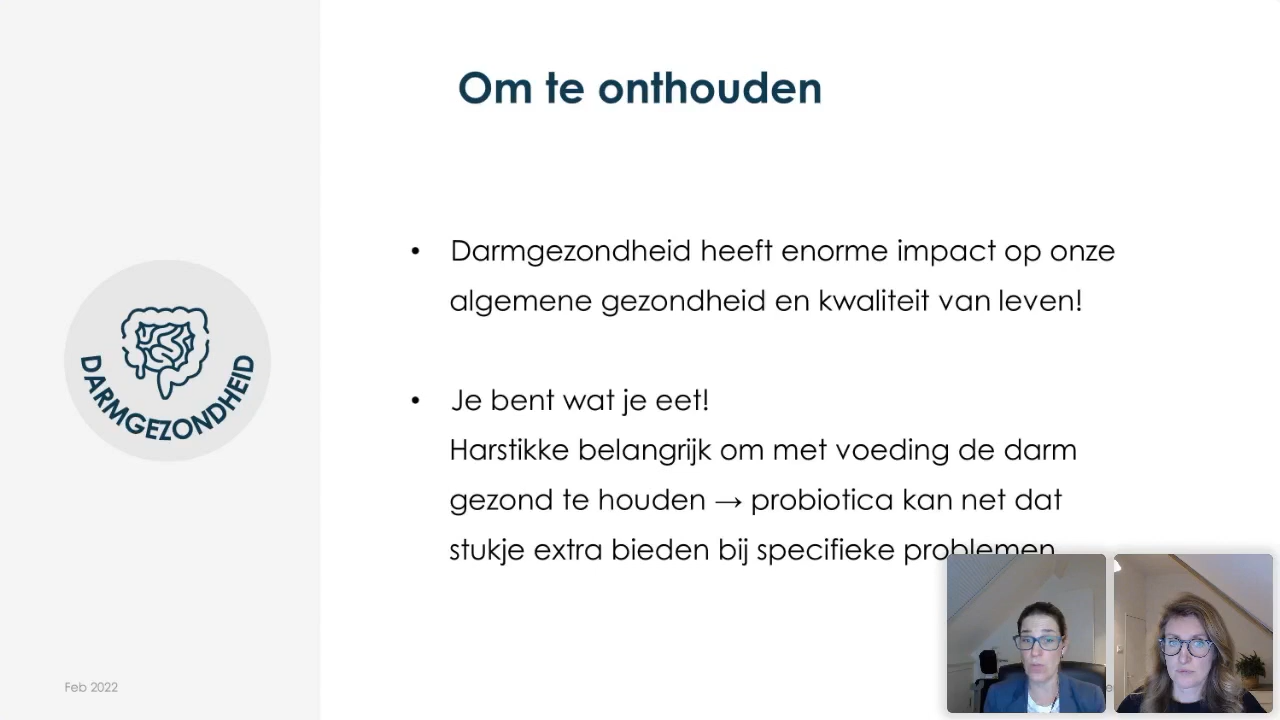 Om te onthouden
• Darmgezondheid heeft enorme impact op onze
algemene gezondheid en kwaliteit van leven!
• Je bent wat je eet!
Harstikke belangrijk om met voeding de darm
gezond te houden → probiotica kan net dat
stukje extra bieden bij specifieke problemen
DARMGEZONDHEID
Feb 2022